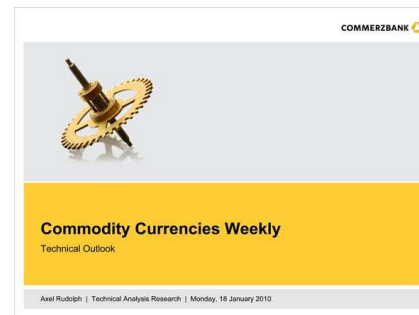 COMMERZBANK
Commodity Currencies Weekly
Technical Outlook
Axel Rudolph | Technical Analysis Research | Monday, 18 January 2010